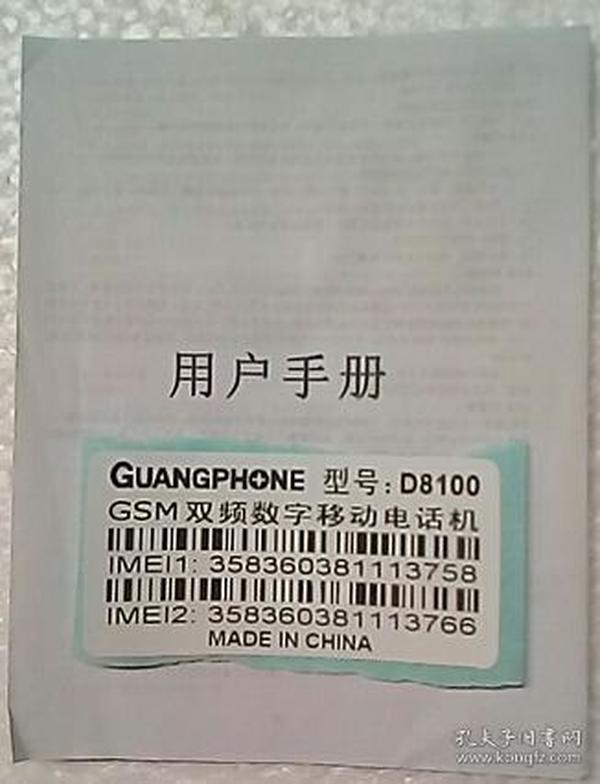 用户手册
GUANGPHONE 型号:D8100
GSM双频数字移动电话机
IMEI1: 358360381113758
IMEI2: 358360381113766
MADE IN CHINA
孔夫子旧书网
www.kongfz.com